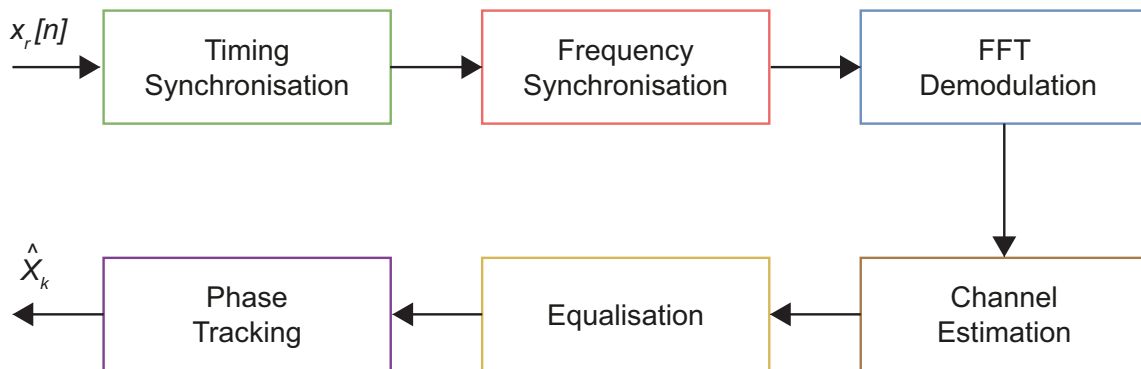 x_r[n]
Timing
Synchronisation
Frequency
Synchronisation
FFT
Demodulation
Channel
Estimation
Equalisation
Phase
Tracking
X̂_k